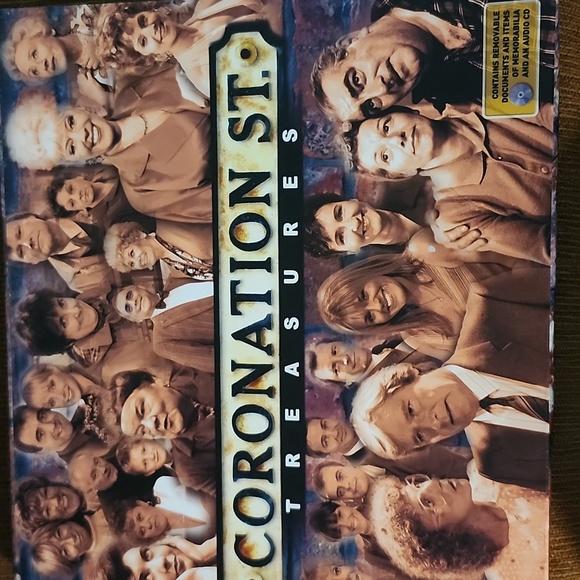 CORONATION ST.
TREASURES
CONTAINS REMOVABLE
DOCUMENTS AND ITEMS
OF MEMORABILIA
AND AN AUDIO CD